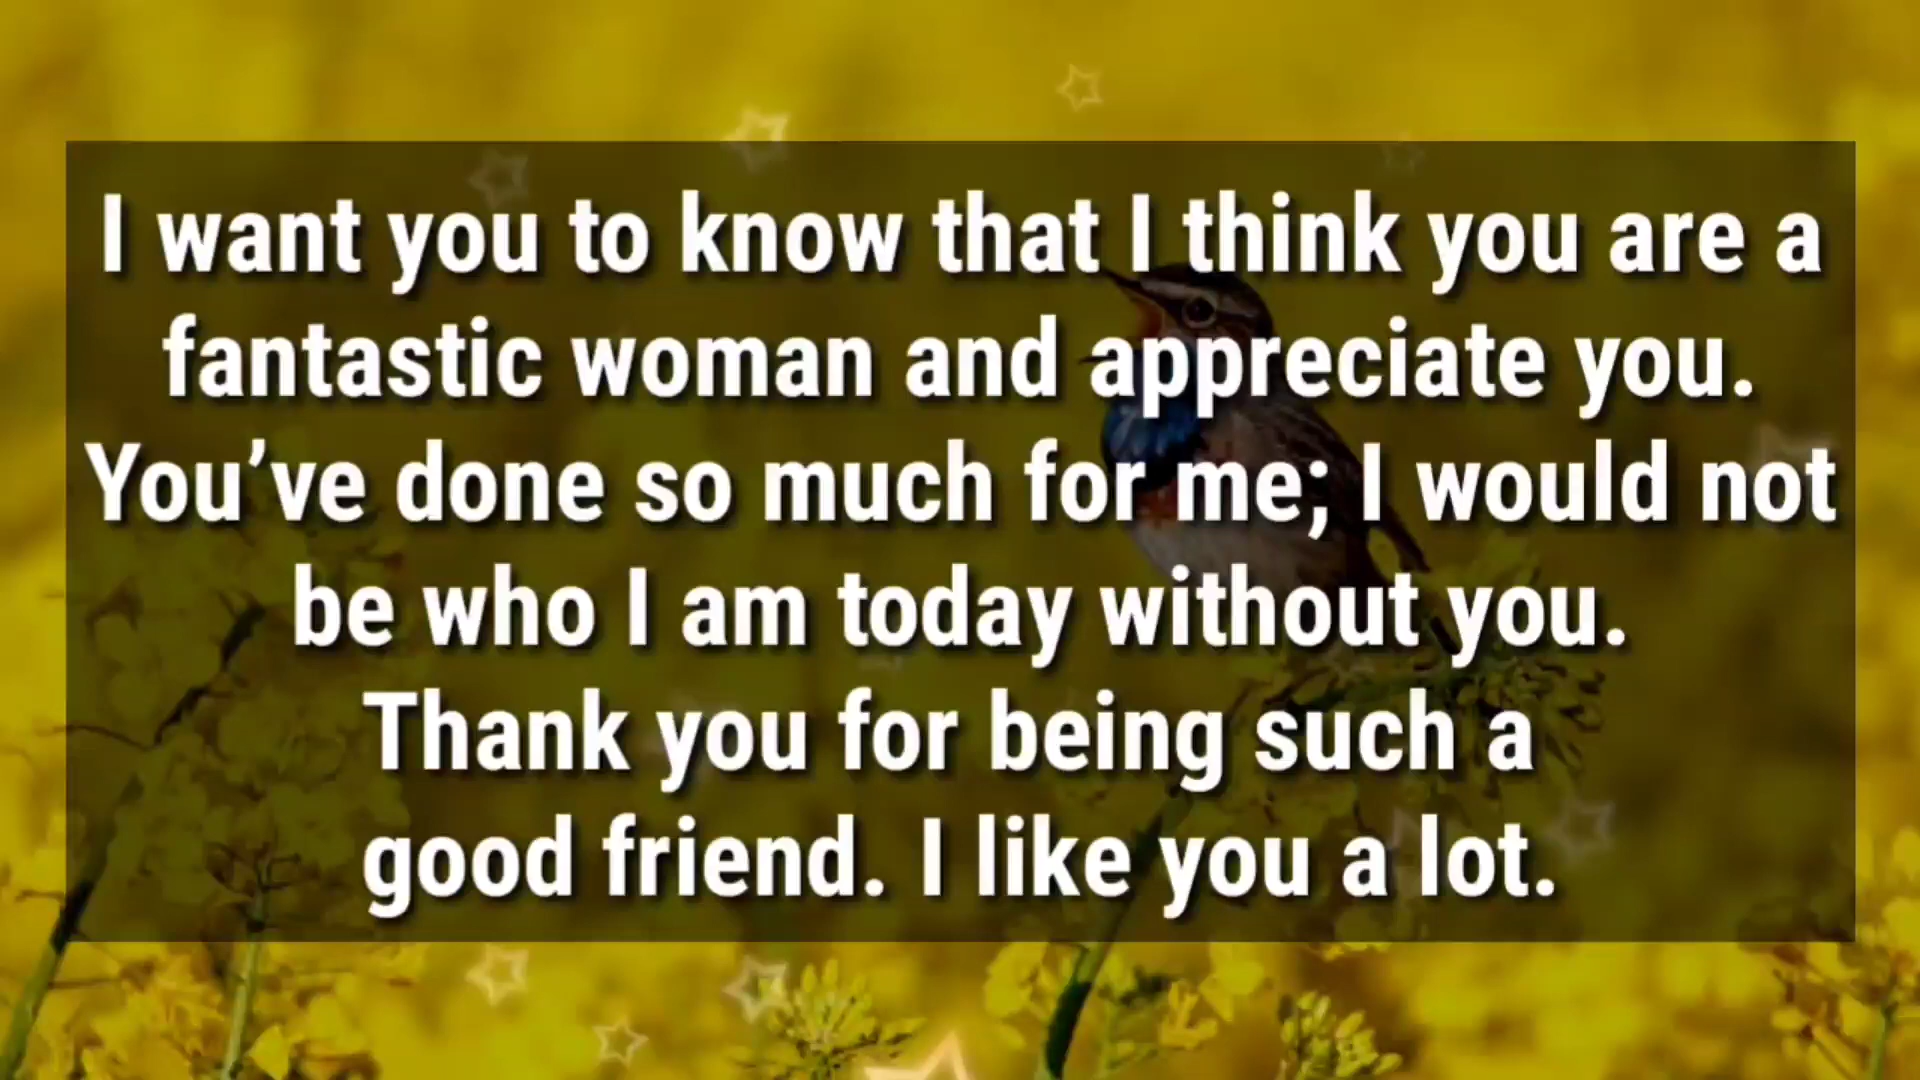 I want you to know that I think you are a
fantastic woman and appreciate you.
You’ve done so much for me; I would not
be who I am today without you.
Thank you for being such a
good friend. I like you a lot.